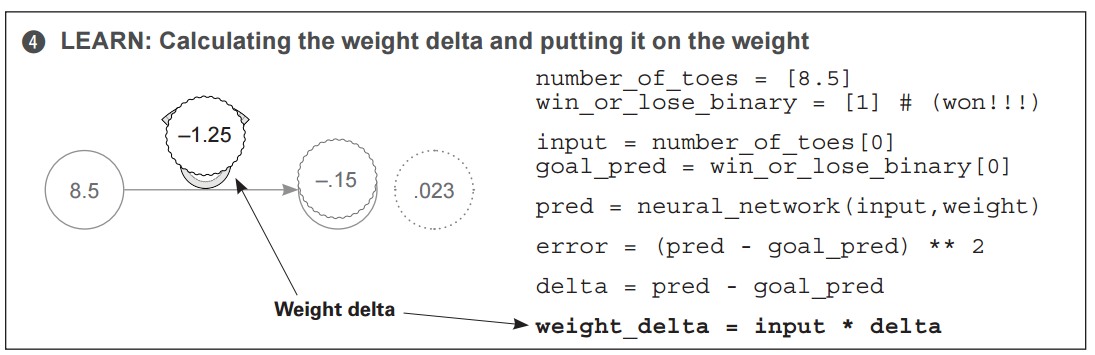 4 LEARN: Calculating the weight delta and putting it on the weight
number_of_toes = [8.5]
win_or_lose_binary = [1] # (won!!!)
input = number_of_toes[0]
goal_pred = win_or_lose_binary[0]
pred = neural_network(input,weight)
error = (pred - goal_pred) ** 2
delta = pred - goal_pred
weight_delta = input * delta
–1.25
8.5
–.15
.023
Weight delta